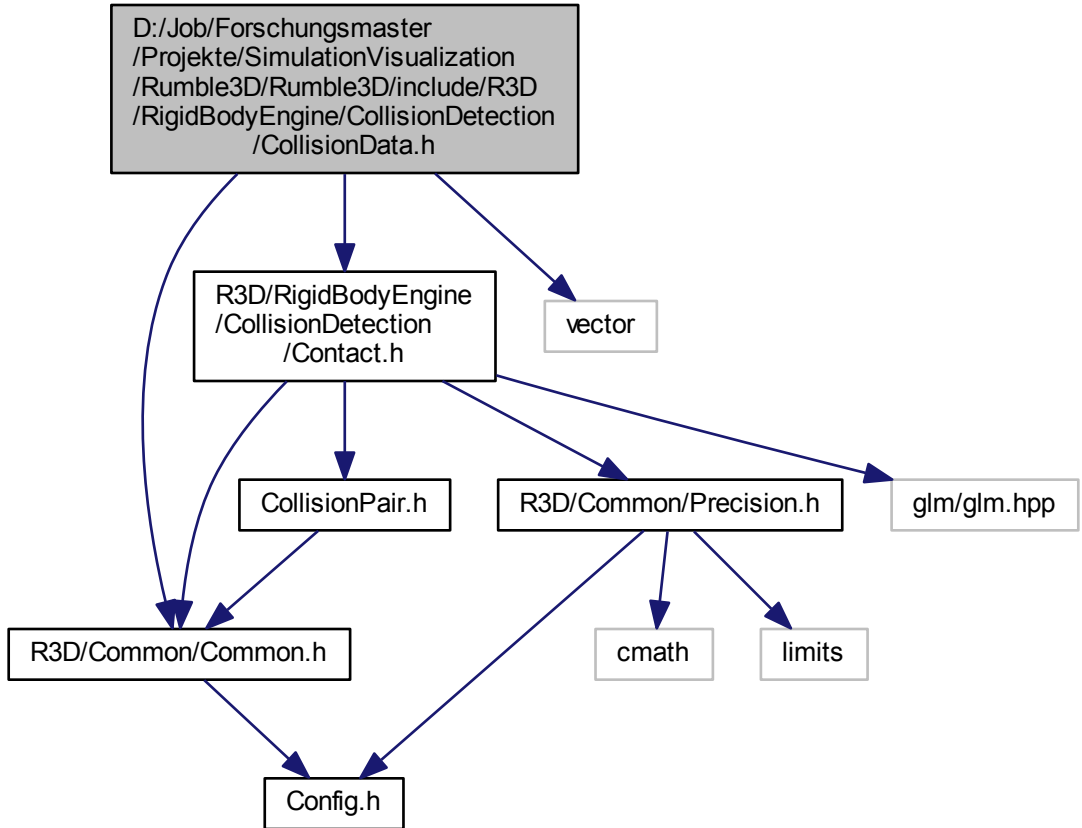 D:/Job/Forschungsmaster
/Projekte/SimulationVisualization
/Rumble3D/Rumble3D/include/R3D
/RigidBodyEngine/CollisionDetection
/CollisionData.h
R3D/RigidBodyEngine
/CollisionDetection
/Contact.h
vector
CollisionPair.h
R3D/Common/Precision.h
glm/glm.hpp
R3D/Common/Common.h
cmath
limits
Config.h